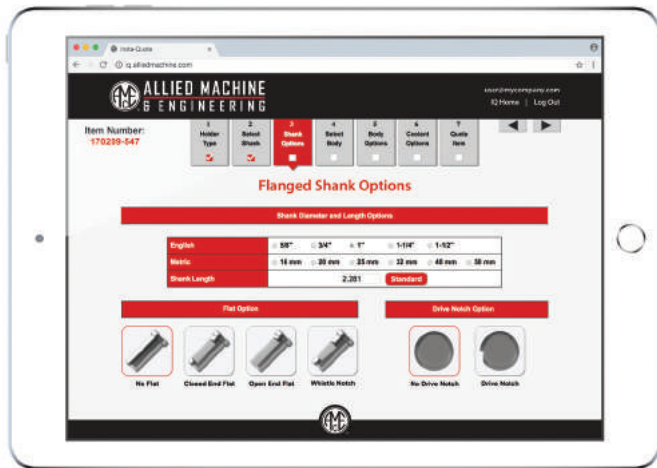 Insta-Quote
iq.alliedmachine.com
AMEC
ALLIED MACHINE
& ENGINEERING
user@mycompany.com
IQ Home | Log Out
Item Number:
170209-547
1
Holder
Type
2
Select
Shank
3
Shank
Options
4
Select
Body
5
Body
Options
6
Coolant
Options
7
Quote
Item
Flanged Shank Options
Shank Diameter and Length Options
English 5/8" 3/4" 1" 1-1/4" 1-1/2"
Metric 16 mm 20 mm 25 mm 32 mm 40 mm 50 mm
Shank Length 2.281 Standard
Flat Option
Drive Notch Option
No Flat
Closed End Flat
Open End Flat
Whistle Notch
No Drive Notch
Drive Notch